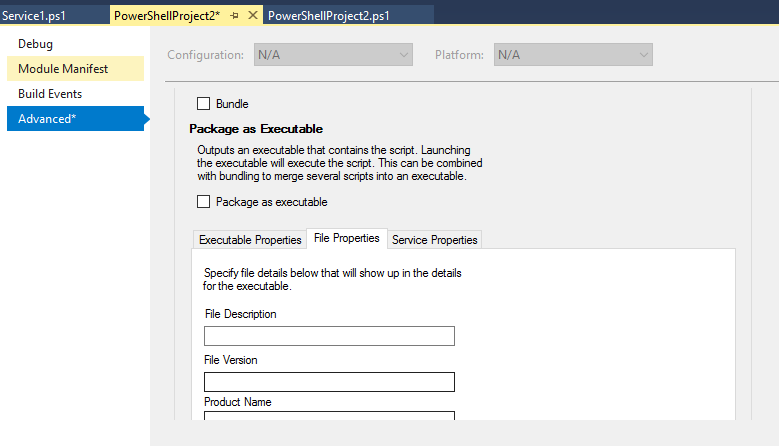 Service1.ps1 PowerShellProject2* PowerShellProject2.ps1
Debug
Module Manifest
Build Events
Advanced*
Configuration: N/A Platform: N/A
Bundle
Package as Executable
Outputs an executable that contains the script. Launching
the executable will execute the script. This can be combined
with bundling to merge several scripts into an executable.
Package as executable
Executable Properties File Properties Service Properties
Specify file details below that will show up in the details
for the executable.
File Description
File Version
Product Name